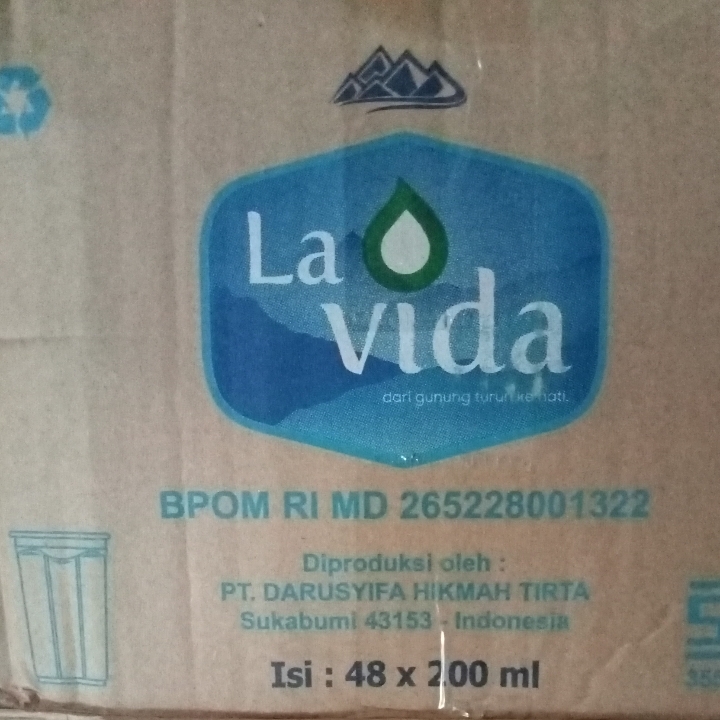 La
vida
dari gunung turun ke hati.
BPOM RI MD 265228001322
Diproduksi oleh :
PT. DARUSYIFA HIKMAH TIRTA
Sukabumi 43153 - Indonesia
Isi : 48 x 200 ml